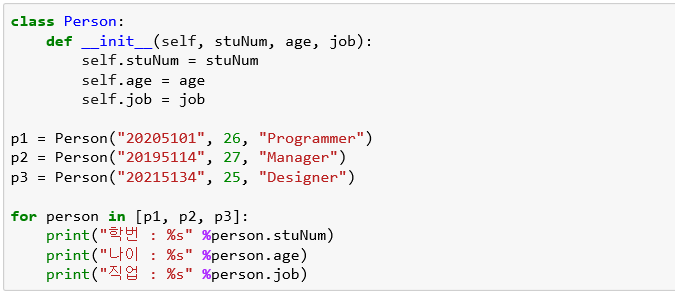 class Person:
    def __init__(self, stuNum, age, job):
        self.stuNum = stuNum
        self.age = age
        self.job = job

p1 = Person("20205101", 26, "Programmer")
p2 = Person("20195114", 27, "Manager")
p3 = Person("20215134", 25, "Designer")

for person in [p1, p2, p3]:
    print("학번 : %s" %person.stuNum)
    print("나이 : %s" %person.age)
    print("직업 : %s" %person.job)